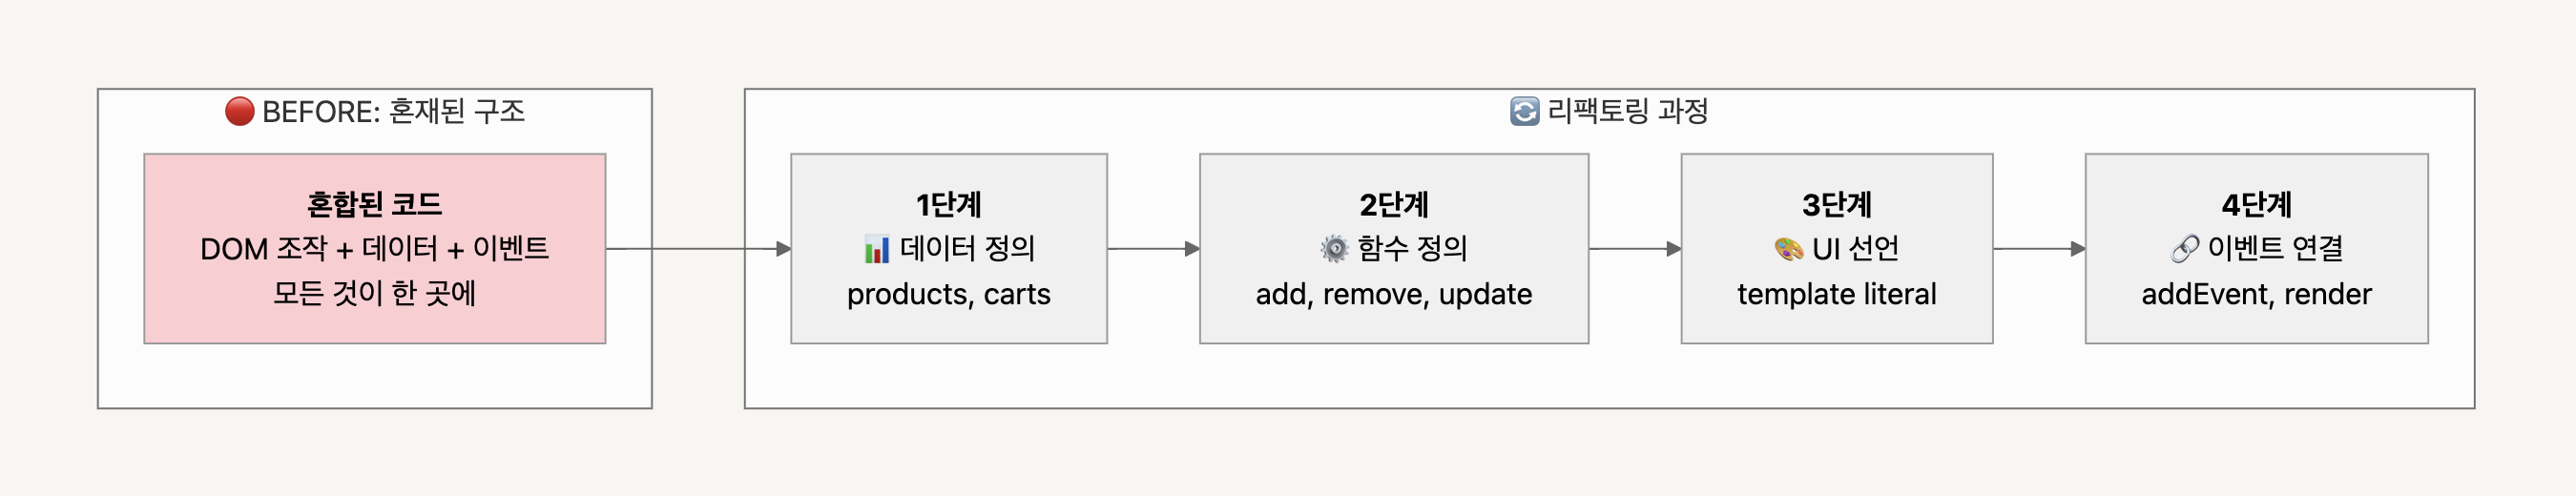 🔴 BEFORE: 혼재된 구조
혼합된 코드
DOM 조작 + 데이터 + 이벤트
모든 것이 한 곳에
🔄 리팩토링 과정
1단계
📊 데이터 정의
products, carts
2단계
⚙️ 함수 정의
add, remove, update
3단계
🎨 UI 선언
template literal
4단계
🔗 이벤트 연결
addEvent, render